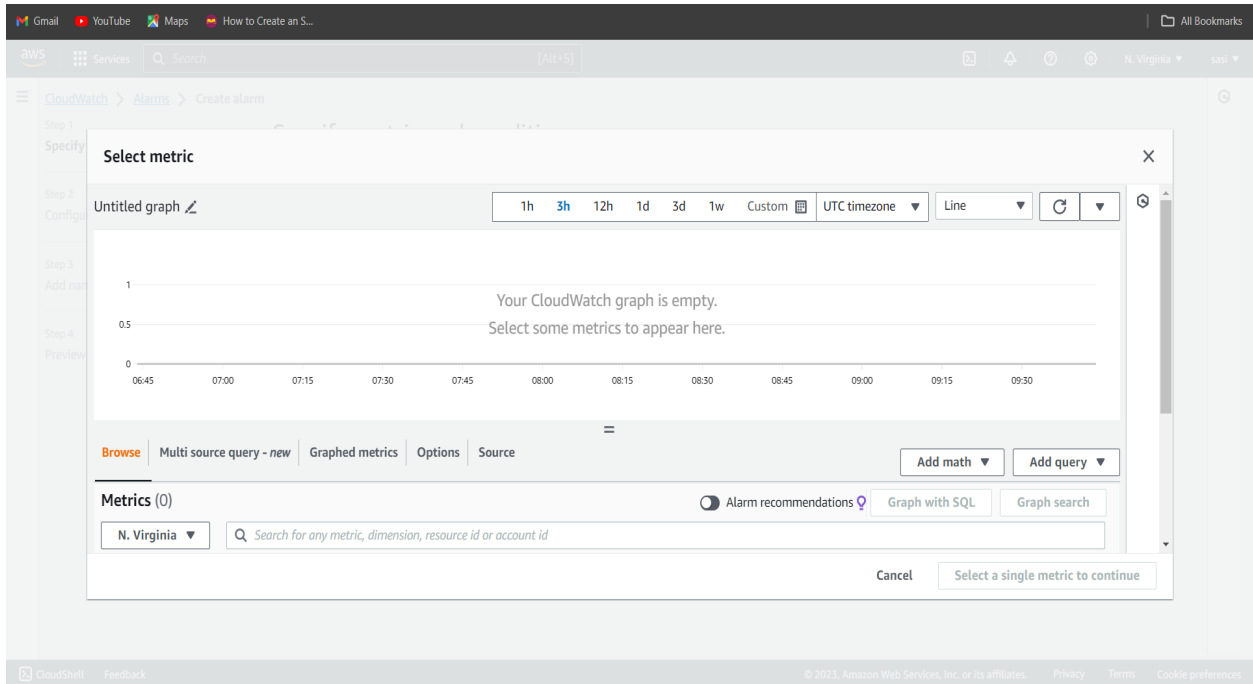 Gmail YouTube Maps How to Create an S... All Bookmarks
aws Services Search [Alt+S] N. Virginia sasi
CloudWatch Alarms Create alarm
Step 1
Specify
Select metric
Step 2
Configu
Untitled graph 1h 3h 12h 1d 3d 1w Custom UTC timezone Line
Step 3
Add nam
1
Your CloudWatch graph is empty.
0.5
Select some metrics to appear here.
Step 4
Preview
0
06:45 07:00 07:15 07:30 07:45 08:00 08:15 08:30 08:45 09:00 09:15 09:30
Browse Multi source query - new Graphed metrics Options Source
Add math Add query
Metrics (0) Alarm recommendations Graph with SQL Graph search
N. Virginia Search for any metric, dimension, resource id or account id
Cancel Select a single metric to continue
CloudShell Feedback © 2023, Amazon Web Services, Inc. or its affiliates. Privacy Terms Cookie preferences